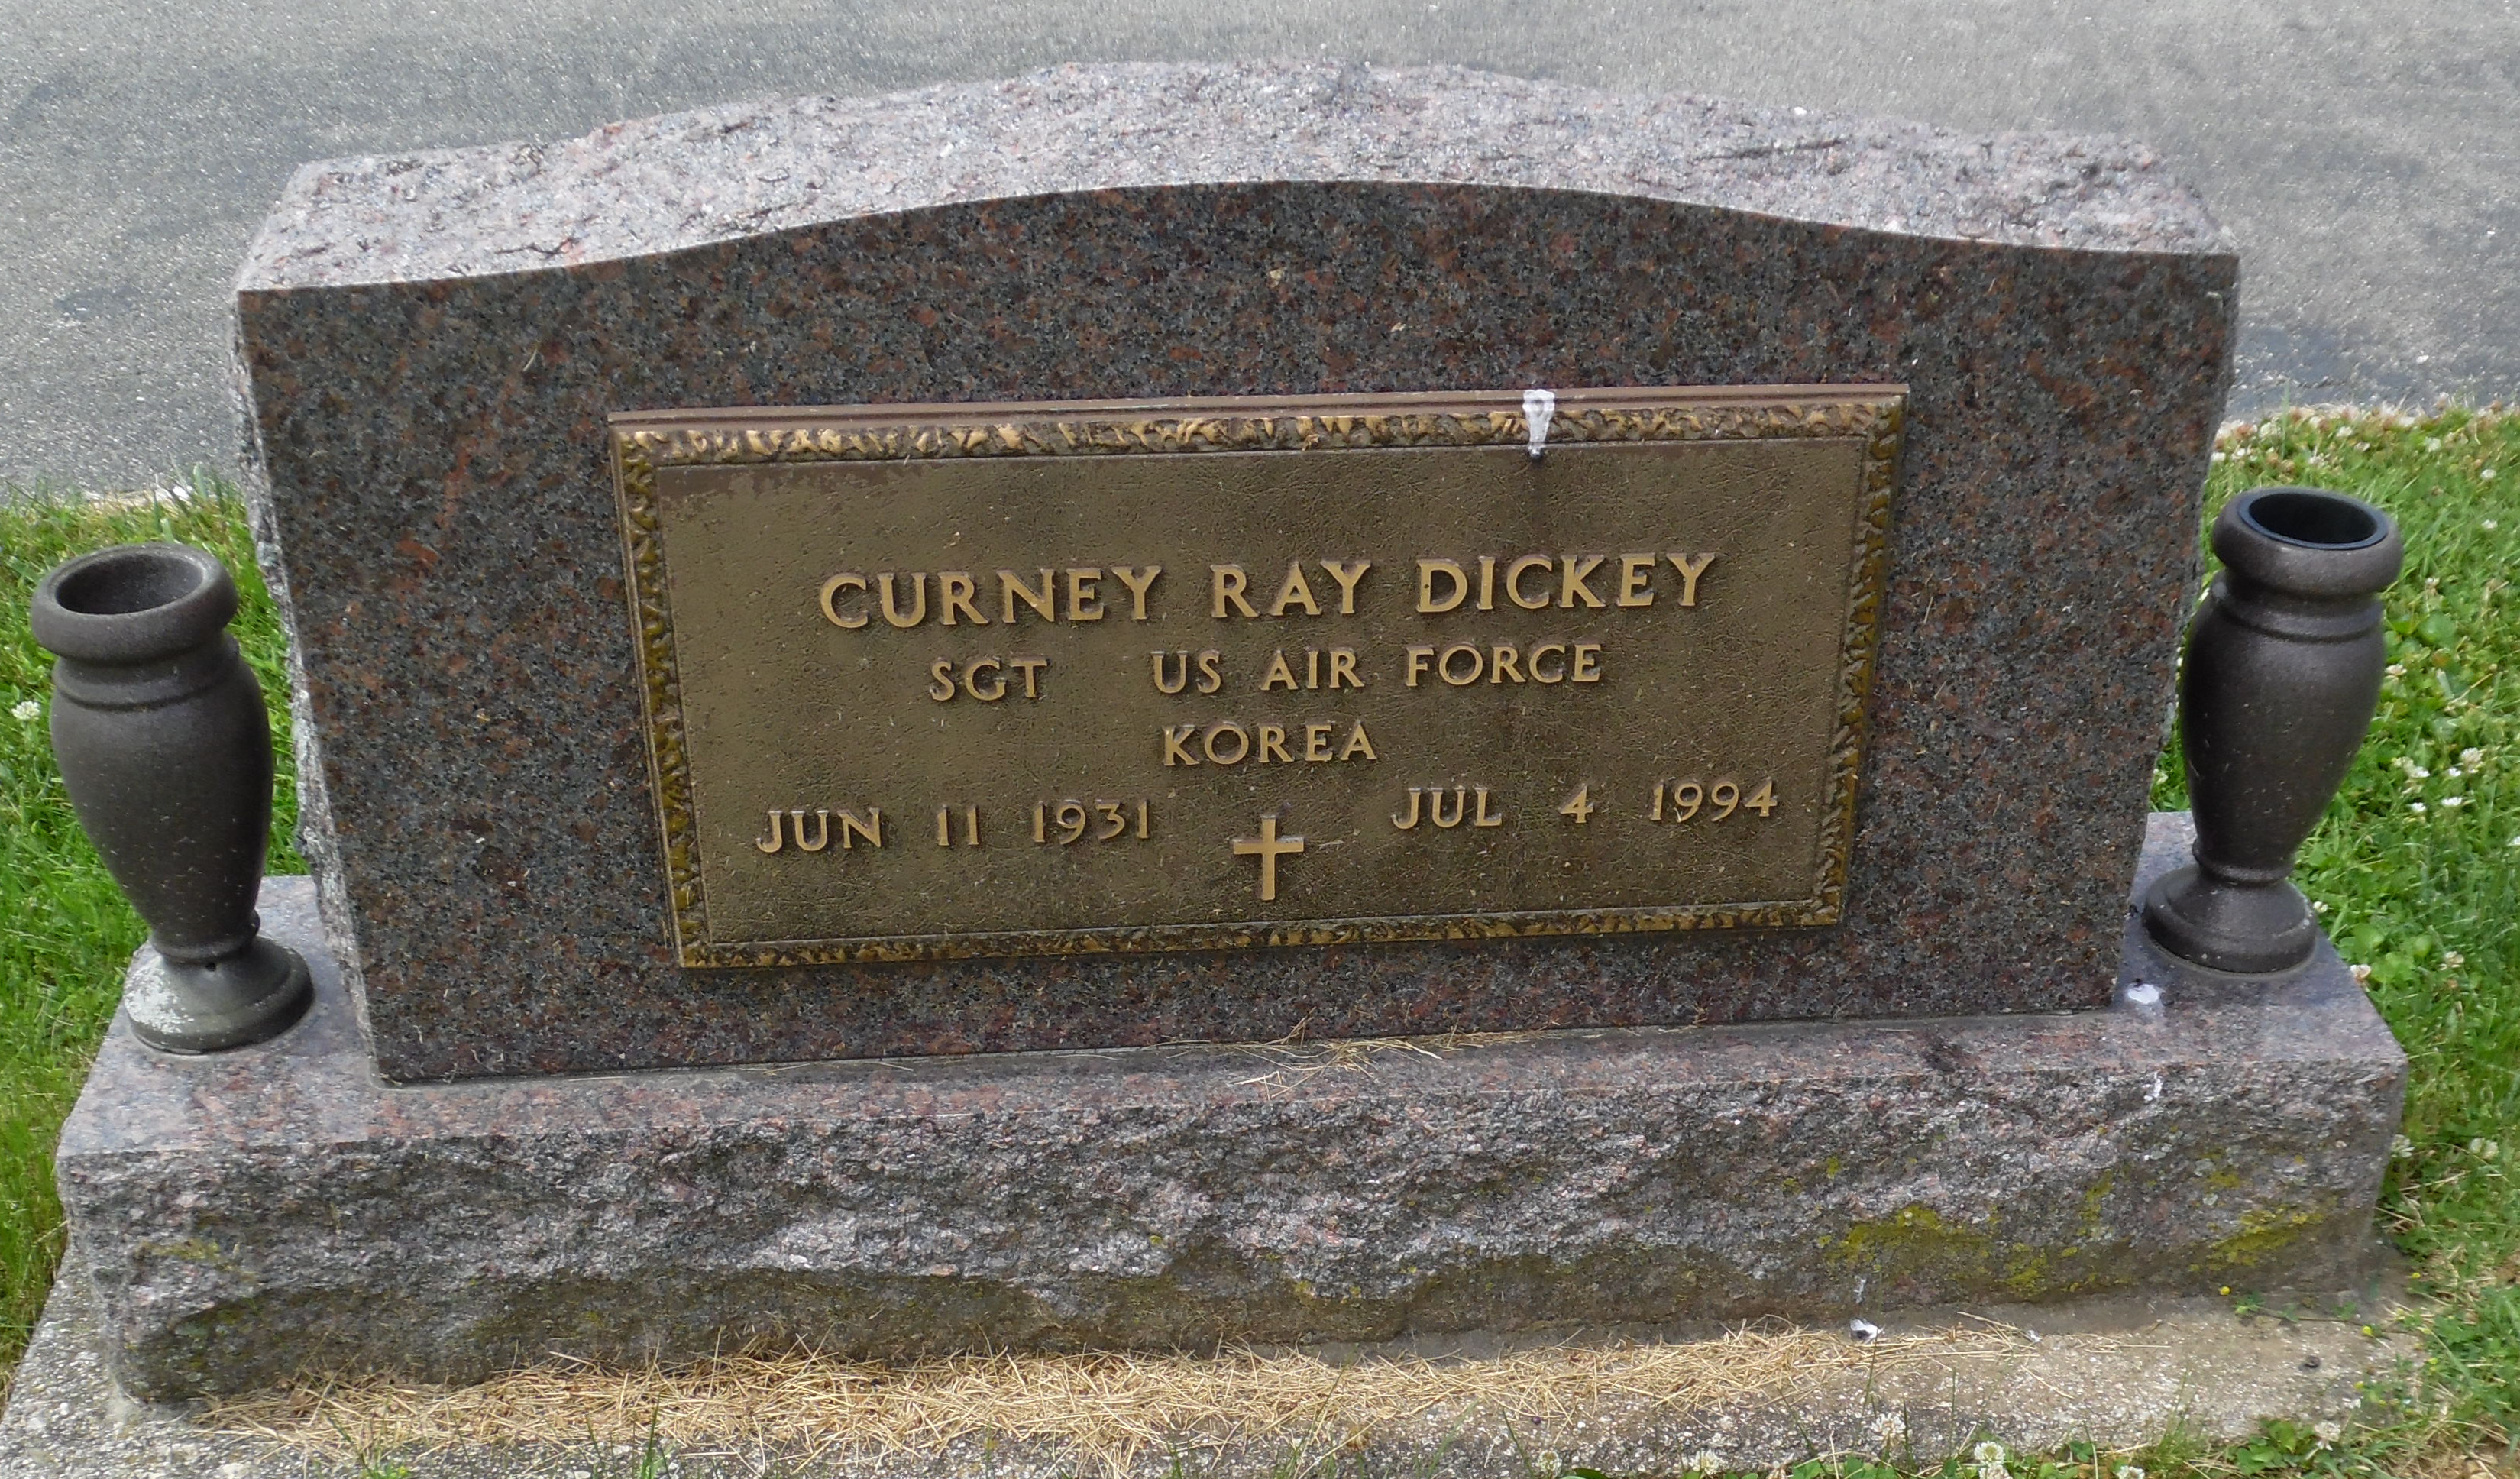 CURNEY RAY DICKEY
SGT US AIR FORCE
KOREA
JUN 11 1931 JUL 4 1994